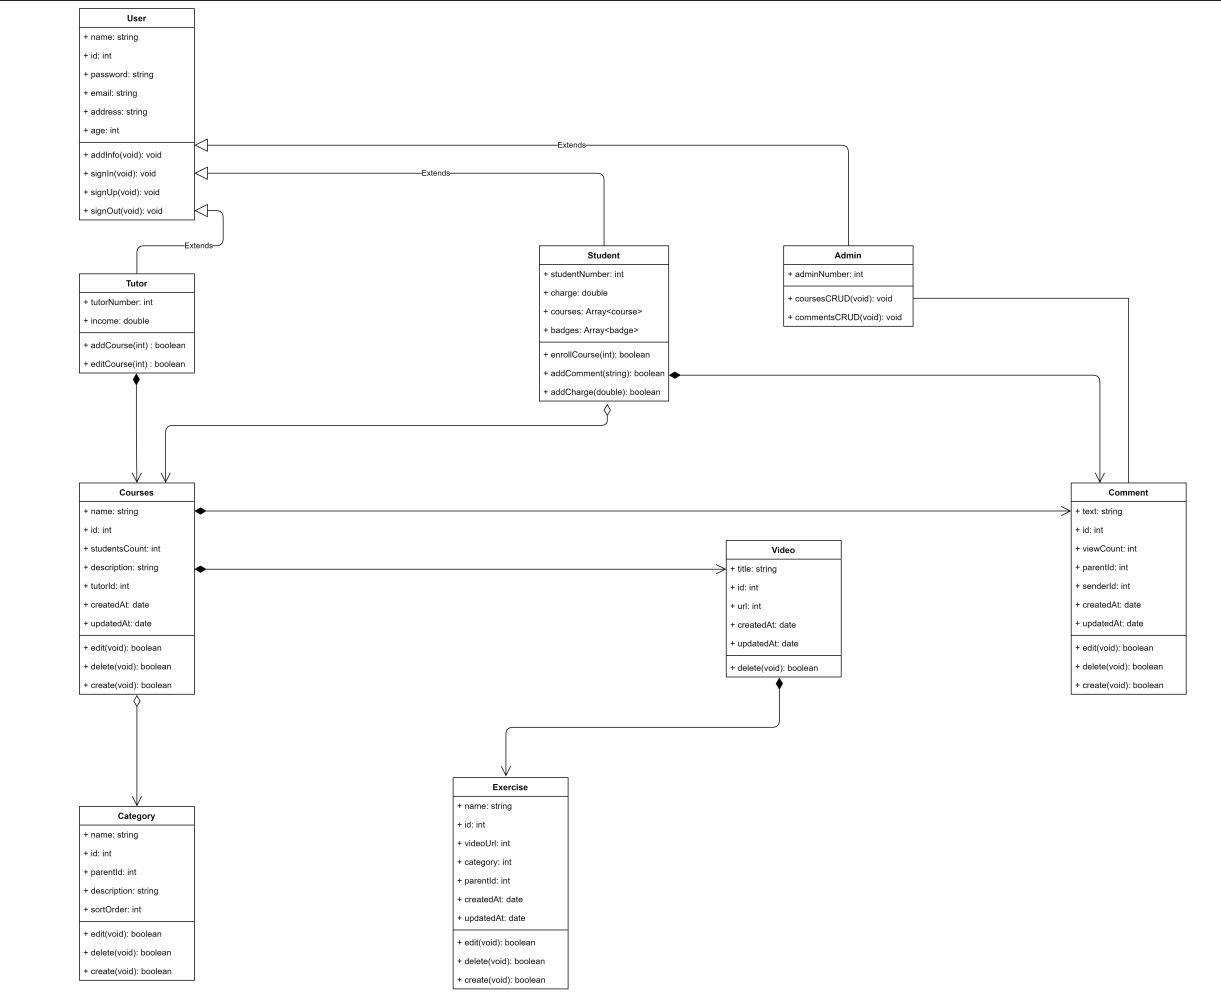 User
+ name: string
+ id: int
+ password: string
+ email: string
+ address: string
+ age: int
+ addInfo(void): void
+ signIn(void): void
+ signUp(void): void
+ signOut(void): void
Extends
Extends
Extends
Tutor
+ tutorNumber: int
+ income: double
+ addCourse(int) : boolean
+ editCourse(int) : boolean
Student
+ studentNumber: int
+ charge: double
+ courses: Array<course>
+ badges: Array<badge>
+ enrollCourse(int): boolean
+ addComment(string): boolean
+ addCharge(double): boolean
Admin
+ adminNumber: int
+ coursesCRUD(void): void
+ commentsCRUD(void): void
Courses
+ name: string
+ id: int
+ studentsCount: int
+ description: string
+ tutorId: int
+ createdAt: date
+ updatedAt: date
+ edit(void): boolean
+ delete(void): boolean
+ create(void): boolean
Video
+ title: string
+ id: int
+ url: int
+ createdAt: date
+ updatedAt: date
+ delete(void): boolean
Comment
+ text: string
+ id: int
+ viewCount: int
+ parentId: int
+ senderId: int
+ createdAt: date
+ updatedAt: date
+ edit(void): boolean
+ delete(void): boolean
+ create(void): boolean
Category
+ name: string
+ id: int
+ parentId: int
+ description: string
+ sortOrder: int
+ edit(void): boolean
+ delete(void): boolean
+ create(void): boolean
Exercise
+ name: string
+ id: int
+ videoUrl: int
+ category: int
+ parentId: int
+ createdAt: date
+ updatedAt: date
+ edit(void): boolean
+ delete(void): boolean
+ create(void): boolean